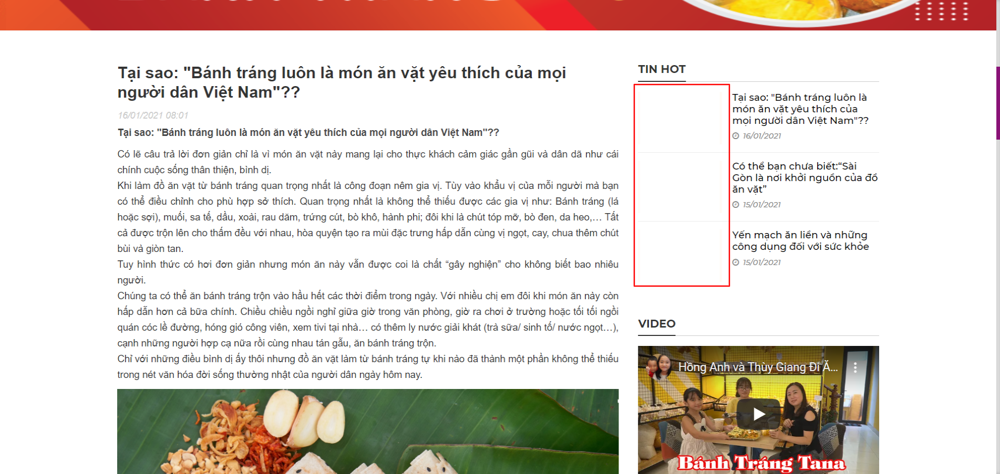 Tại sao: "Bánh tráng luôn là món ăn vặt yêu thích của mọi
người dân Việt Nam"??
16/01/2021 08:01
Tại sao: "Bánh tráng luôn là món ăn vặt yêu thích của mọi người dân Việt Nam"??
Có lẽ câu trả lời đơn giản chỉ là vì món ăn vặt này mang lại cho thực khách cảm giác gần gũi và dân dã như cái
chính cuộc sống thân thiện, bình dị.
Khi làm đồ ăn vặt từ bánh tráng quan trọng nhất là công đoạn nêm gia vị. Tùy vào khẩu vị của mỗi người mà bạn
có thể điều chỉnh cho phù hợp sở thích. Quan trọng nhất là không thể thiếu được các gia vị như: Bánh tráng (lá
hoặc sợi), muối, sa tế, dầu, xoài, rau dăm, trứng cút, bò khô, hành phi; đôi khi là chút tóp mỡ, bò đen, da heo,… Tất
cả được trộn lên cho thấm đều với nhau, hòa quyện tạo ra mùi đặc trưng hấp dẫn cùng vị ngọt, cay, chua thêm chút
bùi và giòn tan.
Tuy hình thức có hơi đơn giản nhưng món ăn này vẫn được coi là chất “gây nghiện” cho không biết bao nhiêu
người.
Chúng ta có thể ăn bánh tráng trộn vào hầu hết các thời điểm trong ngày. Với nhiều chị em đôi khi món ăn này còn
hấp dẫn hơn cả bữa chính. Chiều chiều ngồi nghỉ giữa giờ trong văn phòng, giờ ra chơi ở trường hoặc tối tối ngồi
quán cóc lề đường, hóng gió công viên, xem tivi tại nhà… có thêm ly nước giải khát (trà sữa/ sinh tố/ nước ngọt…),
cạnh những người hợp cạ nữa rồi cùng nhau tán gẫu, ăn bánh tráng trộn.
Chỉ với những điều bình dị ấy thôi nhưng đồ ăn vặt làm từ bánh tráng tự khi nào đã thành một phần không thể thiếu
trong nét văn hóa đời sống thường nhật của người dân ngày hôm nay.
TIN HOT
Tại sao: "Bánh tráng luôn là
món ăn vặt yêu thích của
mọi người dân Việt Nam"??
16/01/2021
Có thể bạn chưa biết:“Sài
Gòn là nơi khởi nguồn của đồ
ăn vặt”
15/01/2021
Yến mạch ăn liền và những
công dụng đối với sức khỏe
15/01/2021
VIDEO
Hồng Anh và Thùy Giang Đi Ă...
Bánh Tráng Tana